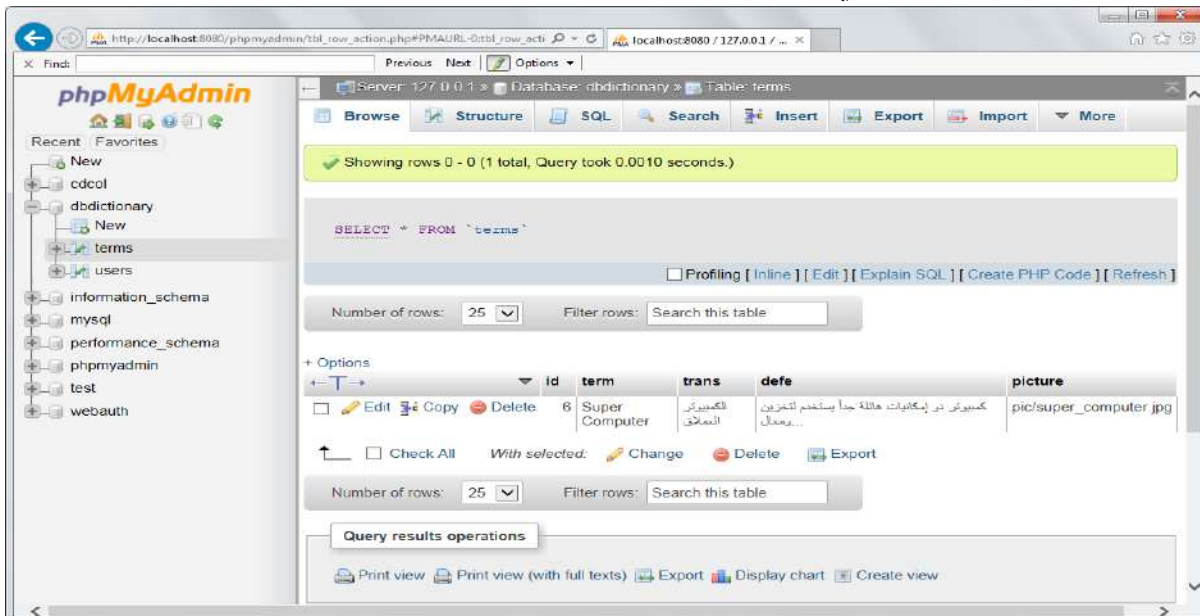 http://localhost:8080/phpmyadmin/tbl_row_action.php#PMAURL-0:tbl_row_acti
localhost:8080 / 127.0.0.1 / ...
Find:
Previous Next Options
phpMyAdmin
Recent Favorites
New
cdcol
dbdictionary
New
terms
users
information_schema
mysql
performance_schema
phpmyadmin
test
webauth
Server: 127.0.0.1 » Database: dbdictionary » Table: terms
Browse Structure SQL Search Insert Export Import More
Showing rows 0 - 0 (1 total, Query took 0.0010 seconds.)
SELECT * FROM `terms`
Profiling [ Inline ] [ Edit ] [ Explain SQL ] [ Create PHP Code ] [ Refresh ]
Number of rows: 25 Filter rows: Search this table
+ Options
id term trans defe picture
Edit Copy Delete 6 Super الكمبيوتر كمبيوتر ذو إمكانيات هائلة جداً يستخدم لتخزين pic/super_computer.jpg
Computer العملاق
Check All With selected: Change Delete Export
Number of rows: 25 Filter rows: Search this table
Query results operations
Print view Print view (with full texts) Export Display chart Create view